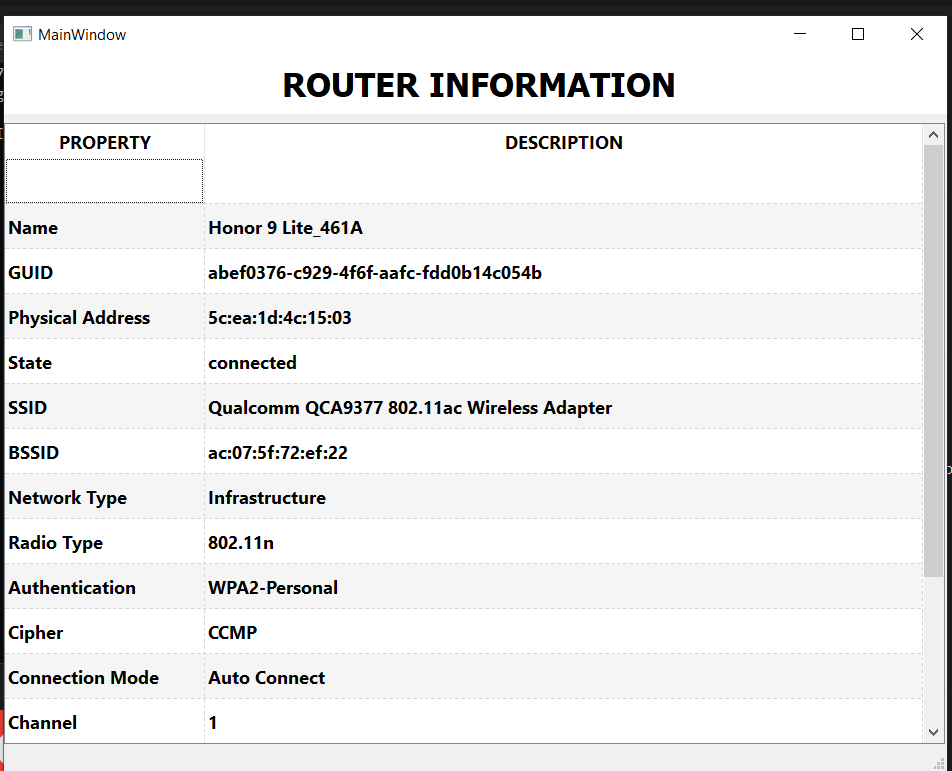 MainWindow
ROUTER INFORMATION
PROPERTY DESCRIPTION
Name Honor 9 Lite_461A
GUID abef0376-c929-4f6f-aafc-fdd0b14c054b
Physical Address 5c:ea:1d:4c:15:03
State connected
SSID Qualcomm QCA9377 802.11ac Wireless Adapter
BSSID ac:07:5f:72:ef:22
Network Type Infrastructure
Radio Type 802.11n
Authentication WPA2-Personal
Cipher CCMP
Connection Mode Auto Connect
Channel 1